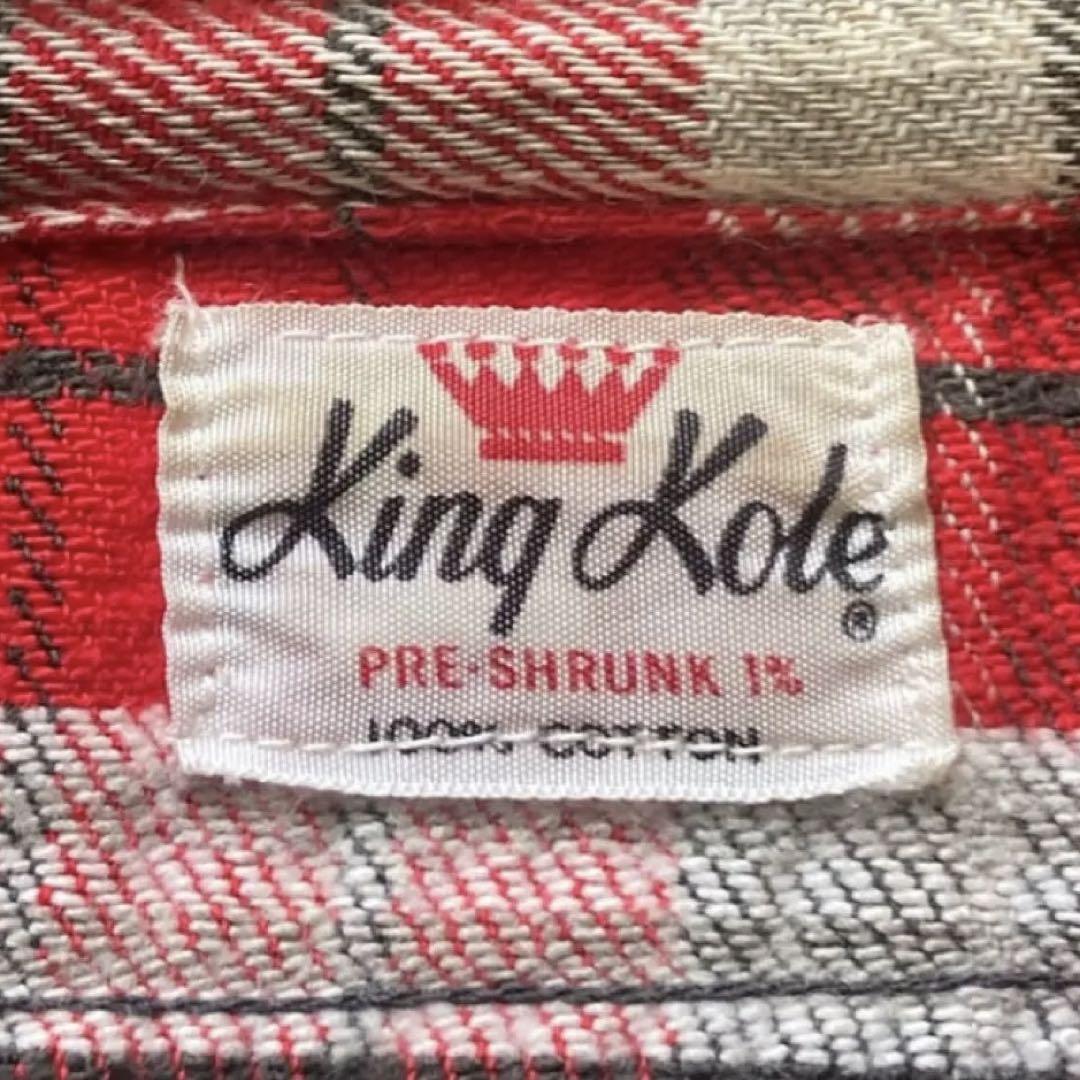 King Kole
®
PRE-SHRUNK 1%
100% COTTON